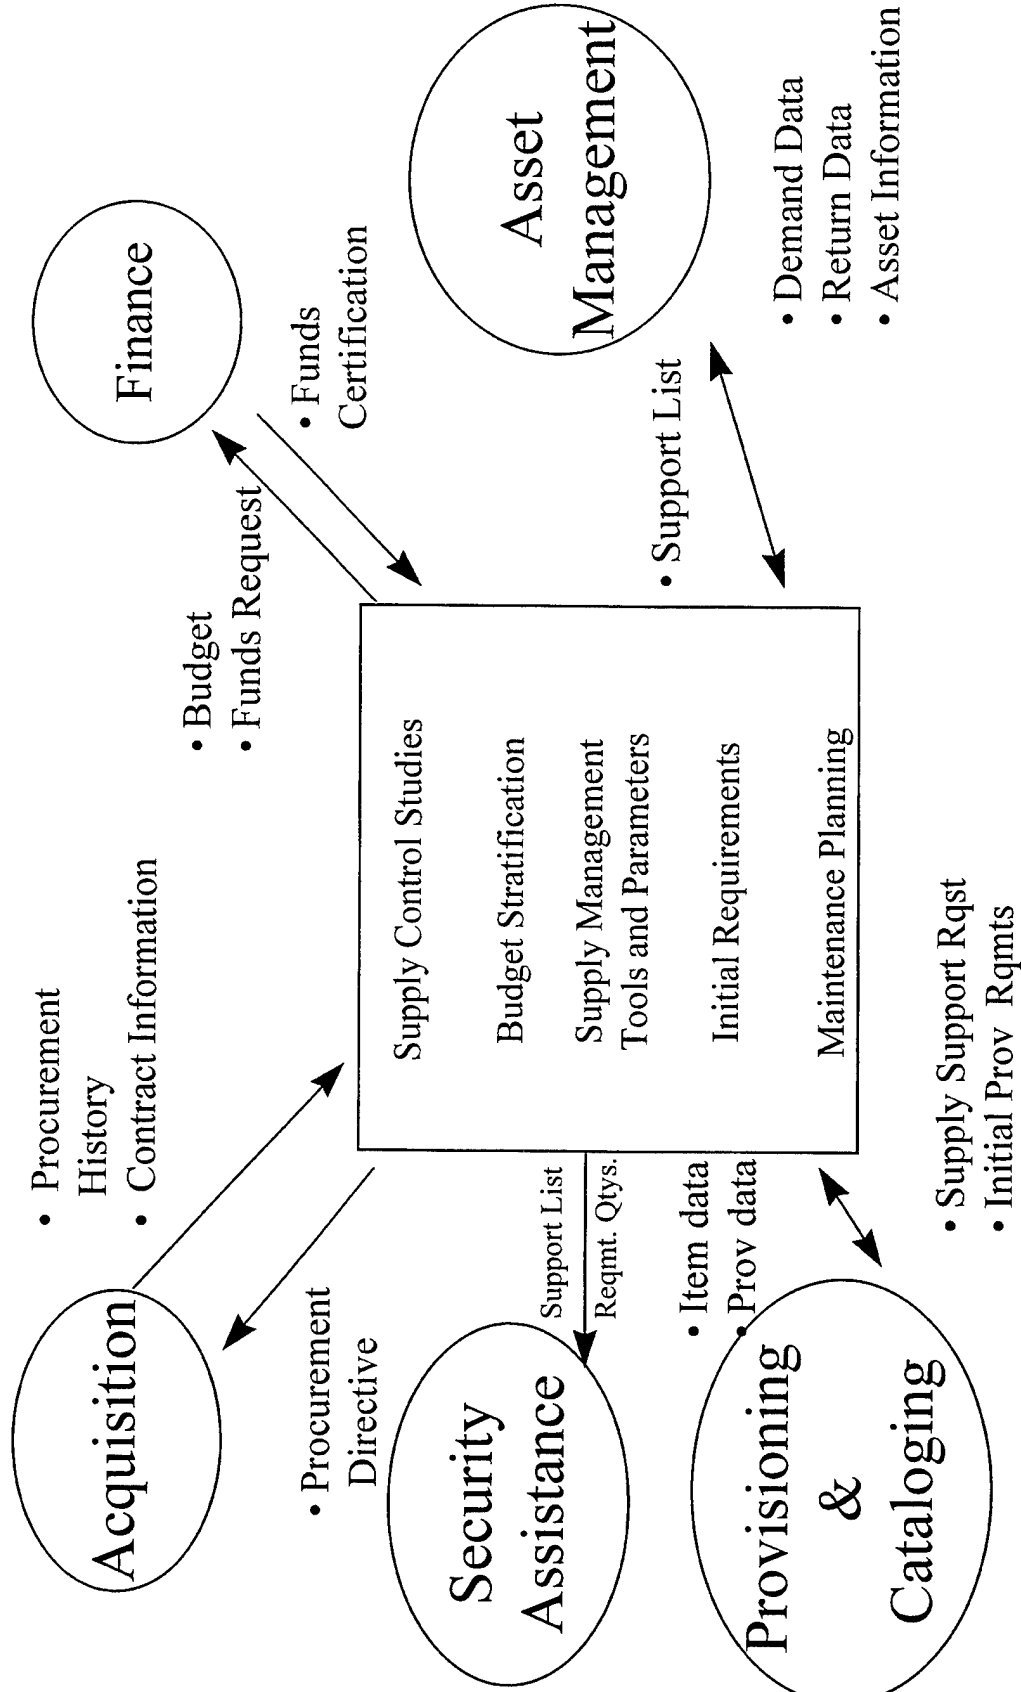 • Procurement
History
• Contract Information
Acquisition
• Procurement
Directive
• Budget
• Funds Request
Finance
• Funds
Certification
Supply Control Studies
Budget Stratification
Supply Management
Tools and Parameters
Initial Requirements
Maintenance Planning
Security
Assistance
Support List
Reqmt. Qtys.
• Support List
Asset
Management
• Demand Data
• Return Data
• Asset Information
• Item data
• Prov data
Provisioning
&
Cataloging
• Supply Support Rqst
• Initial Prov Rqmts